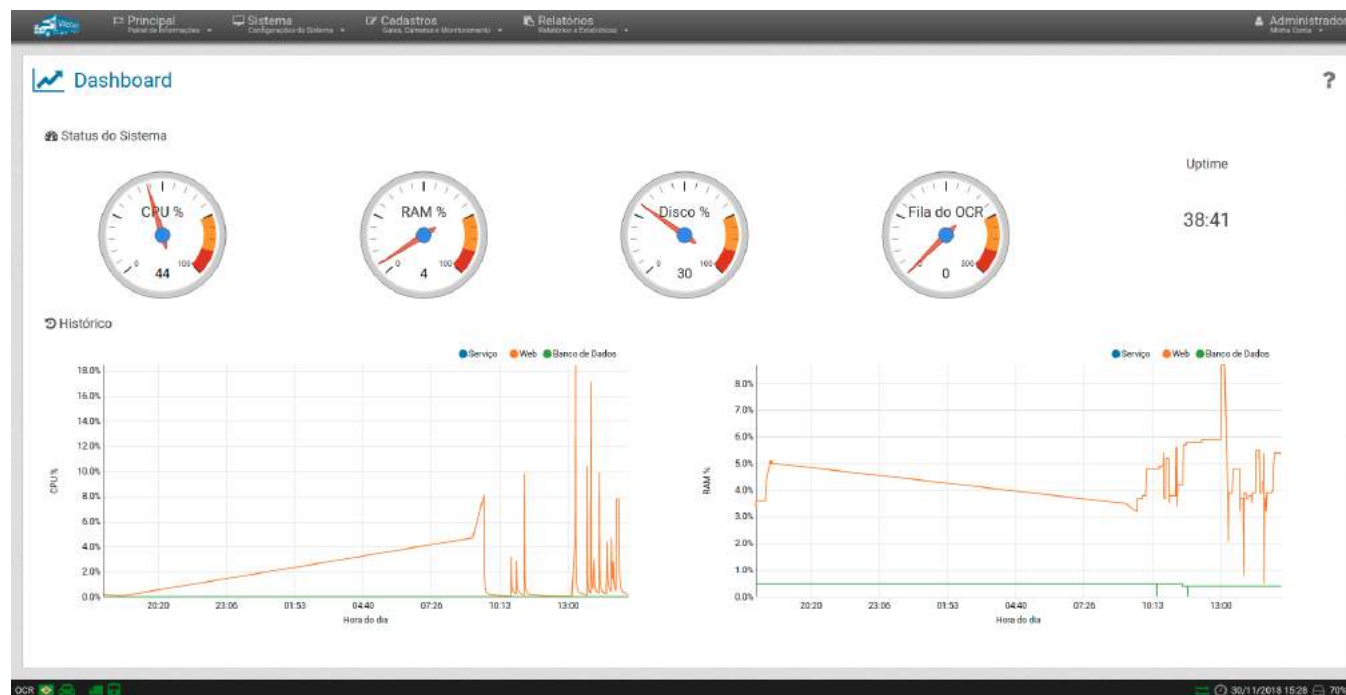 Principal
Painel de Informações
Sistema
Configurações do Sistema
Cadastros
Gates, Câmeras e Monitoramento
Relatórios
Relatórios e Estatísticas
Administrador
Minha Conta
Dashboard
?
Status do Sistema
CPU %
0
100
44
RAM %
0
100
4
Disco %
0
100
30
Fila do OCR
0
300
0
Uptime
38:41
Histórico
Serviço Web Banco de Dados
18.0%
16.0%
14.0%
12.0%
10.0%
8.0%
6.0%
4.0%
2.0%
0.0%
CPU %
20:20 23:06 01:53 04:40 07:26 10:13 13:00
Hora do dia
Serviço Web Banco de Dados
8.0%
7.0%
6.0%
5.0%
4.0%
3.0%
2.0%
1.0%
0.0%
RAM %
20:20 23:06 01:53 04:40 07:26 10:13 13:00
Hora do dia
OCR
30/11/2018 15:28 70%